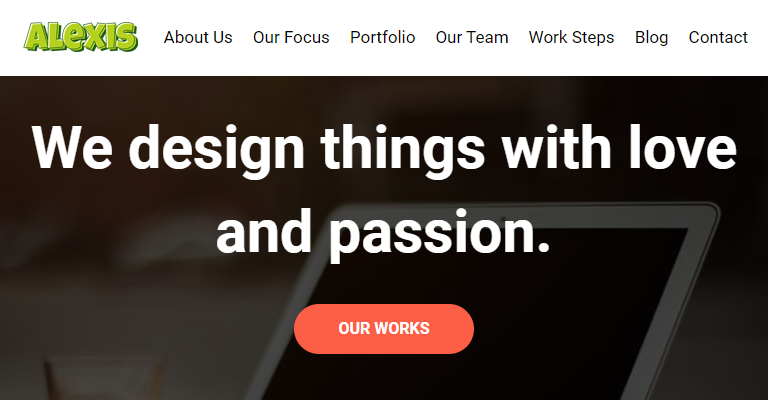 ALexIS
About Us Our Focus Portfolio Our Team Work Steps Blog Contact
We design things with love
and passion.
OUR WORKS